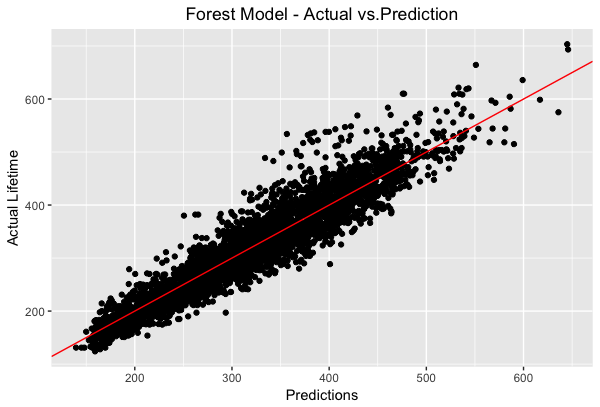 Forest Model - Actual vs.Prediction
Actual Lifetime
600
400
200
200 300 400 500 600
Predictions